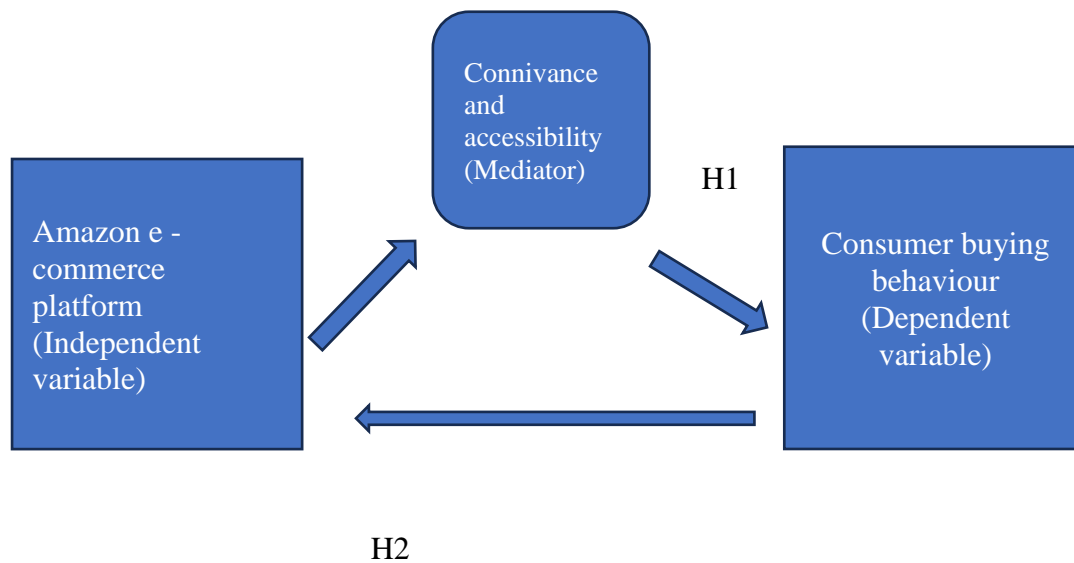 Connivance
and
accessibility
(Mediator)
H1
Amazon e -
commerce
platform
(Independent
variable)
Consumer buying
behaviour
(Dependent
variable)
H2